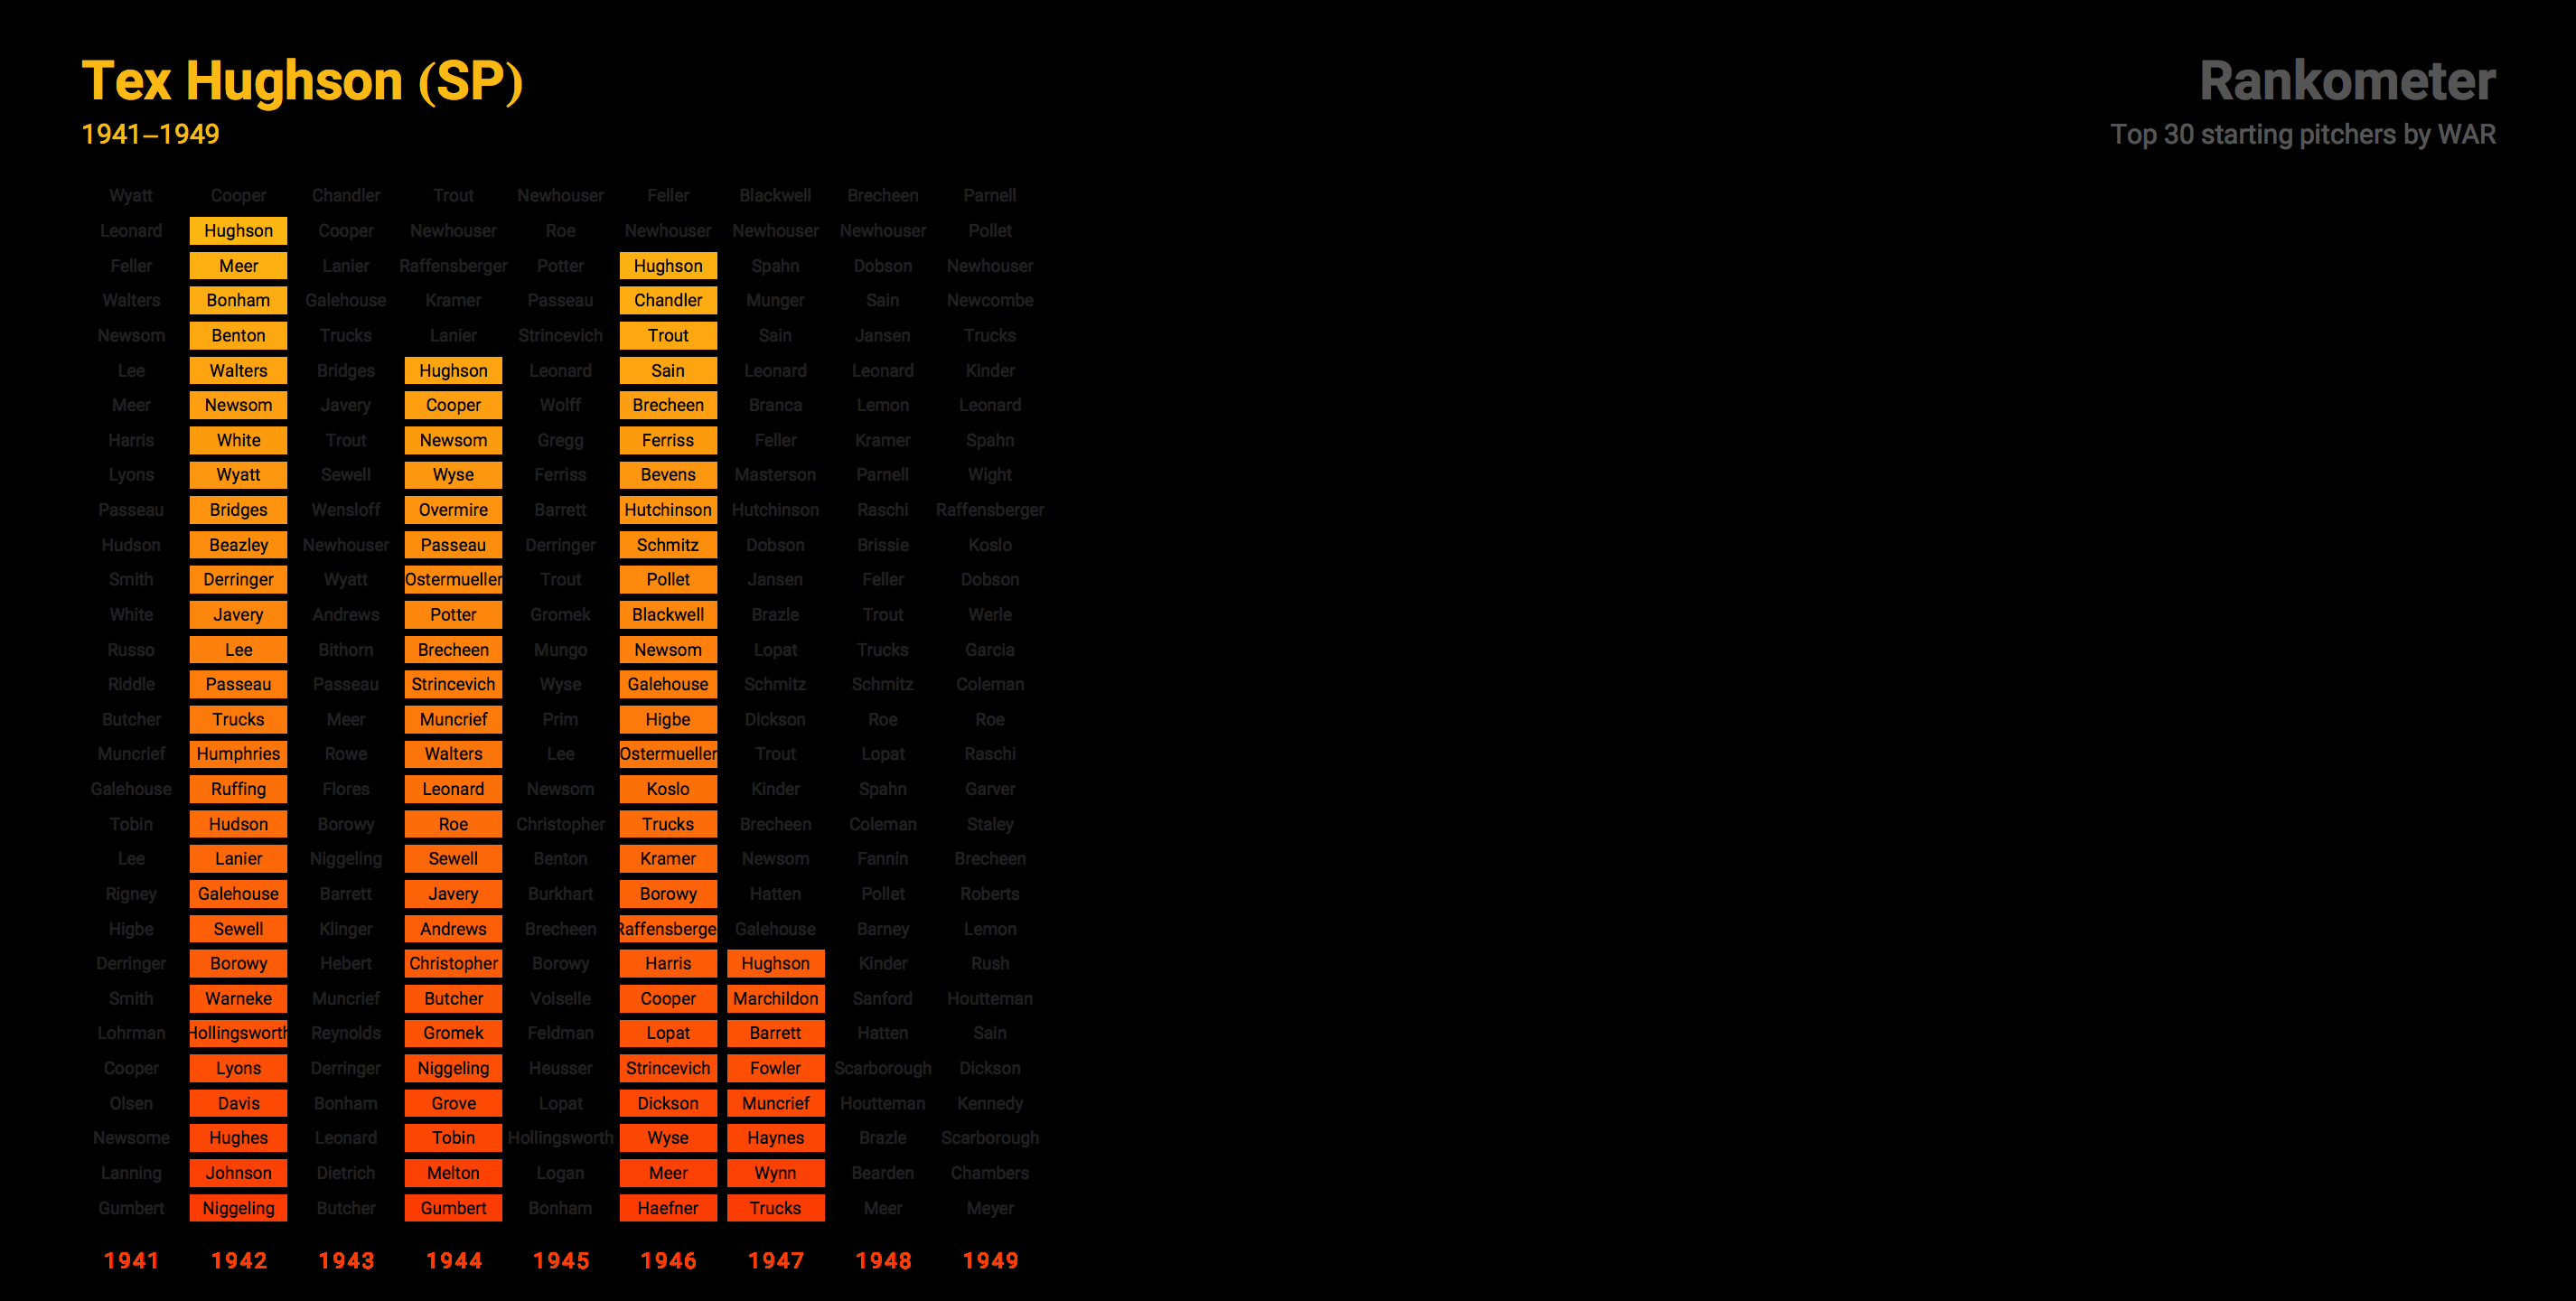 Tex Hughson (SP)
1941–1949
Rankometer
Top 30 starting pitchers by WAR
Wyatt Cooper Chandler Trout Newhouser Feller Blackwell Brecheen Parnell
Leonard Hughson Cooper Newhouser Roe Newhouser Newhouser Newhouser Pollet
Feller Meer Lanier Raffensberger Potter Hughson Spahn Dobson Newhouser
Walters Bonham Galehouse Kramer Passeau Chandler Munger Sain Newcombe
Newsom Benton Trucks Lanier Strincevich Trout Sain Jansen Trucks
Lee Walters Bridges Hughson Leonard Sain Leonard Leonard Kinder
Meer Newsom Javery Cooper Wolff Brecheen Branca Lemon Leonard
Harris White Trout Newsom Gregg Ferriss Feller Kramer Spahn
Lyons Wyatt Sewell Wyse Ferriss Bevens Masterson Parnell Wight
Passeau Bridges Wensloff Overmire Barrett Hutchinson Hutchinson Raschi Raffensberger
Hudson Beazley Newhouser Passeau Derringer Schmitz Dobson Brissie Koslo
Smith Derringer Wyatt Ostermueller Trout Pollet Jansen Feller Dobson
White Javery Andrews Potter Gromek Blackwell Brazle Trout Werle
Russo Lee Bithorn Brecheen Mungo Newsom Lopat Trucks Garcia
Riddle Passeau Passeau Strincevich Wyse Galehouse Schmitz Schmitz Coleman
Butcher Trucks Meer Muncrief Prim Higbe Dickson Roe Roe
Muncrief Humphries Rowe Walters Lee Ostermueller Trout Lopat Raschi
Galehouse Ruffing Flores Leonard Newsom Koslo Kinder Spahn Garver
Tobin Hudson Borowy Roe Christopher Trucks Brecheen Coleman Staley
Lee Lanier Niggeling Sewell Benton Kramer Newsom Fannin Brecheen
Rigney Galehouse Barrett Javery Burkhart Borowy Hatten Pollet Roberts
Higbe Sewell Klinger Andrews Brecheen Raffensberge Galehouse Barney Lemon
Derringer Borowy Hebert Christopher Borowy Harris Hughson Kinder Rush
Smith Warneke Muncrief Butcher Voiselle Cooper Marchildon Sanford Houtteman
Lohrman Hollingsworth Reynolds Gromek Feldman Lopat Barrett Hatten Sain
Cooper Lyons Derringer Niggeling Heusser Strincevich Fowler Scarborough Dickson
Olsen Davis Bonham Grove Lopat Dickson Muncrief Houtteman Kennedy
Newsome Hughes Leonard Tobin Hollingsworth Wyse Haynes Brazle Scarborough
Lanning Johnson Dietrich Melton Logan Meer Wynn Bearden Chambers
Gumbert Niggeling Butcher Gumbert Bonham Haefner Trucks Meer Meyer
1941 1942 1943 1944 1945 1946 1947 1948 1949